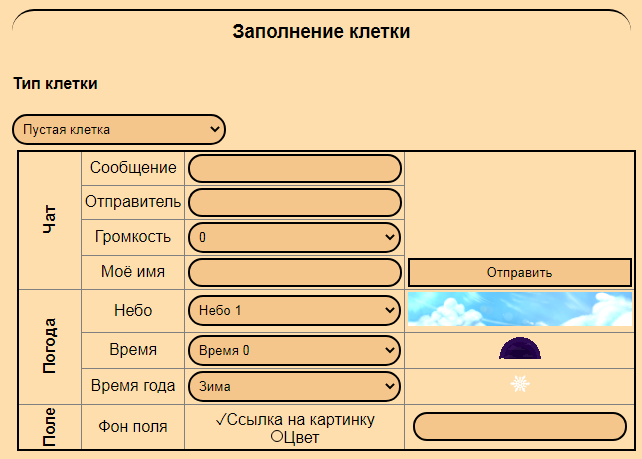 Заполнение клетки
Тип клетки
Пустая клетка
Чат
Сообщение
Отправитель
Громкость
0
Моё имя
Отправить
Погода
Небо
Небо 1
Время
Время 0
Время года
Зима
Поле
Фон поля
✓Ссылка на картинку
Цвет